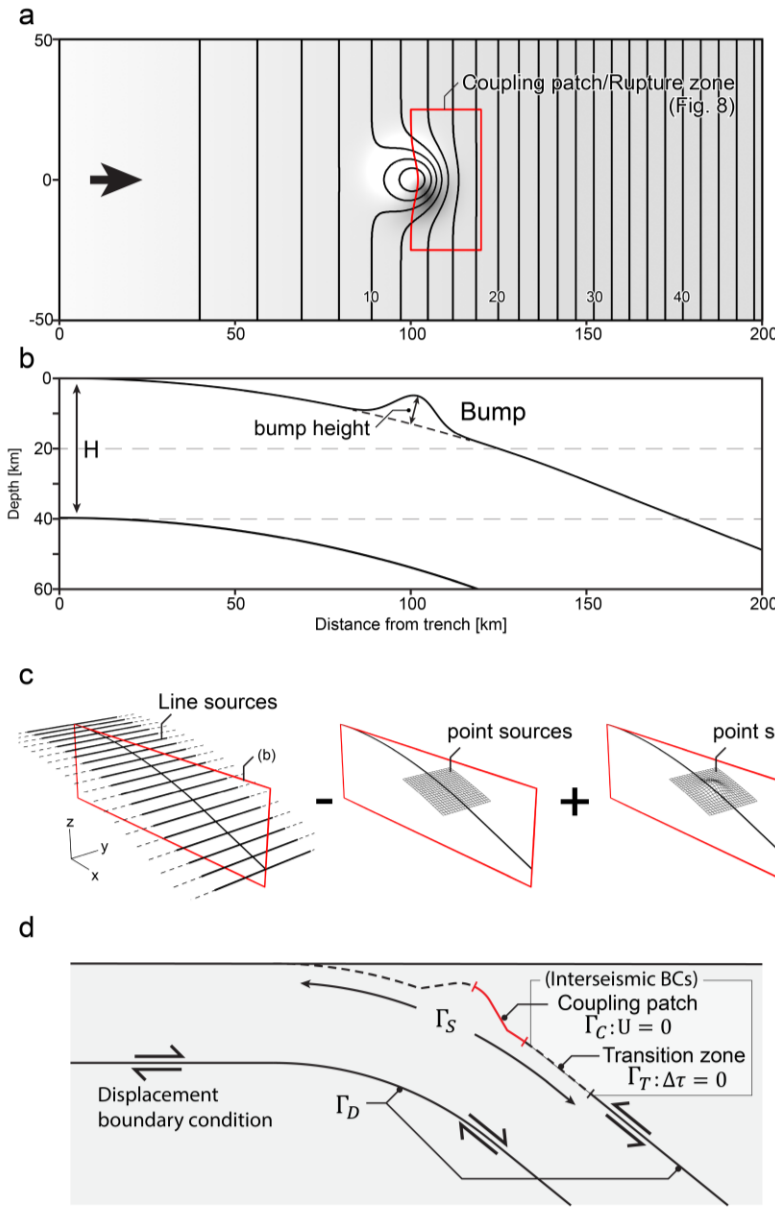 a
50
0
-50
Coupling patch/Rupture zone
(Fig. 8)
10
20
30
40
0
50
100
150
200
b
0
20
40
60
Depth [km]
H
bump height
Bump
0
50
100
150
200
Distance from trench [km]
c
Line sources
(b)
z
y
x
-
point sources
+
point s
d
(Interseismic BCs)
Coupling patch
Γ_C: U = 0
Γ_S
Transition zone
Γ_T: Δτ = 0
Displacement
boundary condition
Γ_D